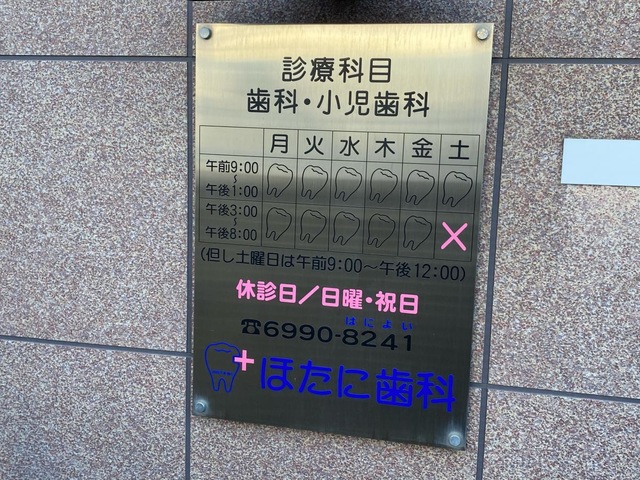 診療科目
歯科・小児歯科
月 火 水 木 金 土
午前9:00
~
午後1:00
午後3:00
~
午後8:00
(但し土曜日は午前9:00~午後12:00)
休診日/日曜・祝日
はによい
☎6990-8241
ほたに歯科